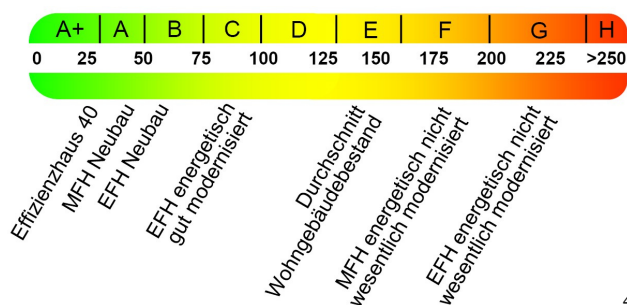 A+ A B C D E F G H
0 25 50 75 100 125 150 175 200 225 >250
Effizienzhaus 40
MFH Neubau
EFH Neubau
EFH energetisch
gut modernisiert
Durchschnitt
Wohngebäudebestand
MFH energetisch nicht
wesentlich modernisiert
EFH energetisch nicht
wesentlich modernisiert